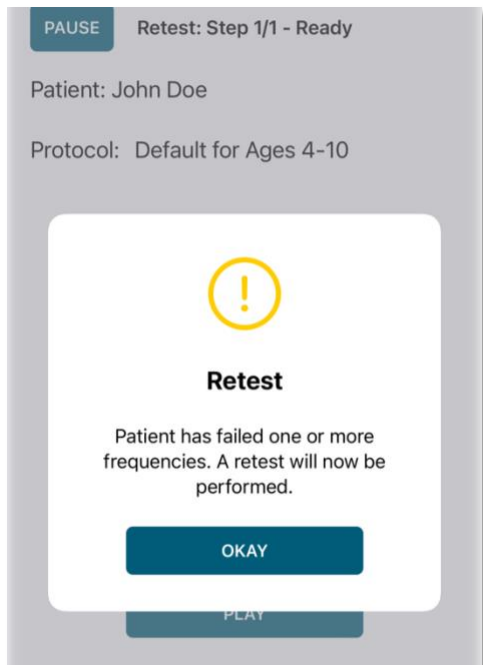 PAUSE Retest: Step 1/1 - Ready
Patient: John Doe
Protocol: Default for Ages 4-10
!
Retest
Patient has failed one or more
frequencies. A retest will now be
performed.
OKAY
PLAY